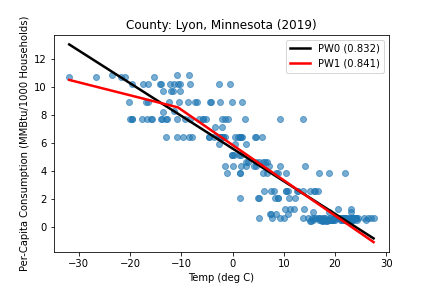 County: Lyon, Minnesota (2019)
PW0 (0.832)
PW1 (0.841)
Per-Capita Consumption (MMBtu/1000 Households)
12
10
8
6
4
2
0
−30
−20
−10
0
10
20
30
Temp (deg C)